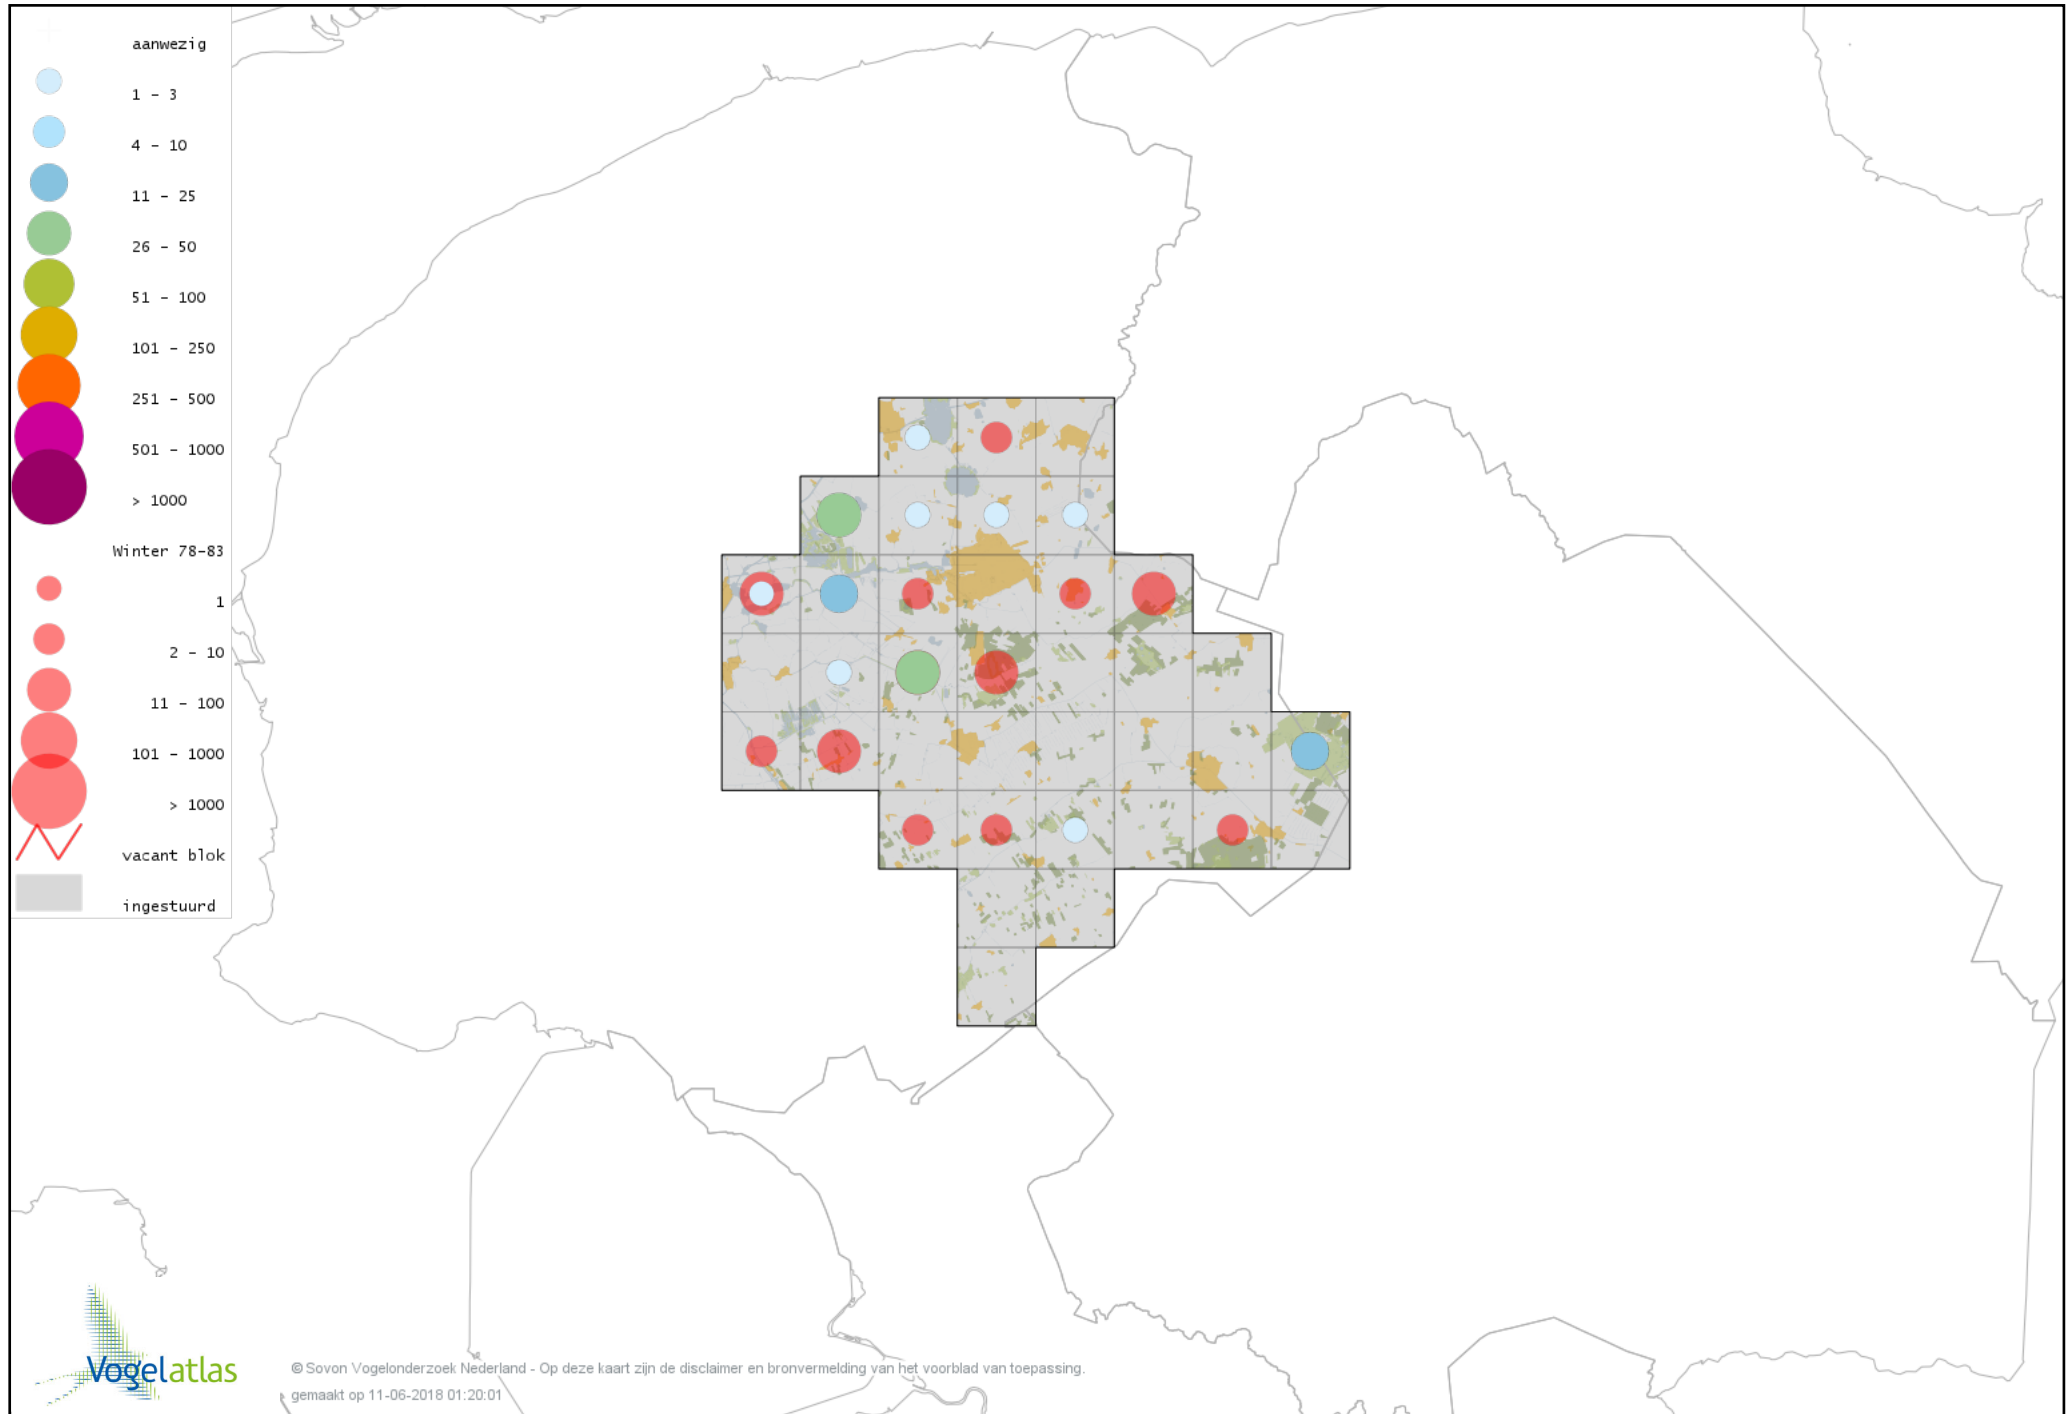 aanwezig
1 - 3
4 - 10
11 - 25
26 - 50
51 - 100
101 - 250
251 - 500
501 - 1000
> 1000
Winter 78-83
1
2 - 10
11 - 100
101 - 1000
> 1000
vacant blok
ingestuurd
Vogelatlas
© Sovon Vogelonderzoek Nederland - Op deze kaart zijn de disclaimer en bronvermelding van het voorblad van toepassing.
gemaakt op 11-06-2018 01:20:01